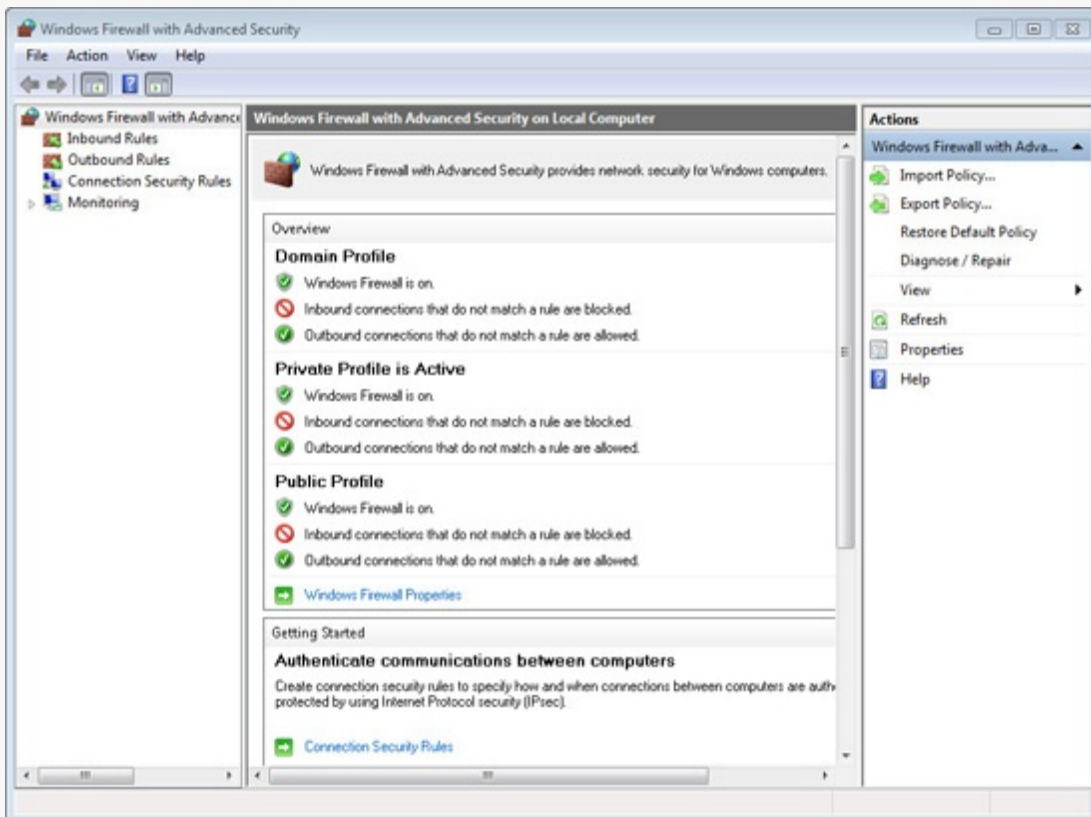 Windows Firewall with Advanced Security
File Action View Help
Windows Firewall with Advance
Inbound Rules
Outbound Rules
Connection Security Rules
Monitoring
Windows Firewall with Advanced Security on Local Computer
Windows Firewall with Advanced Security provides network security for Windows computers.
Overview
Domain Profile
Windows Firewall is on.
Inbound connections that do not match a rule are blocked.
Outbound connections that do not match a rule are allowed.
Private Profile is Active
Windows Firewall is on.
Inbound connections that do not match a rule are blocked.
Outbound connections that do not match a rule are allowed.
Public Profile
Windows Firewall is on.
Inbound connections that do not match a rule are blocked.
Outbound connections that do not match a rule are allowed.
Windows Firewall Properties
Getting Started
Authenticate communications between computers
Create connection security rules to specify how and when connections between computers are auth
protected by using Internet Protocol security (IPsec).
Connection Security Rules
Actions
Windows Firewall with Adva...
Import Policy...
Export Policy...
Restore Default Policy
Diagnose / Repair
View
Refresh
Properties
Help